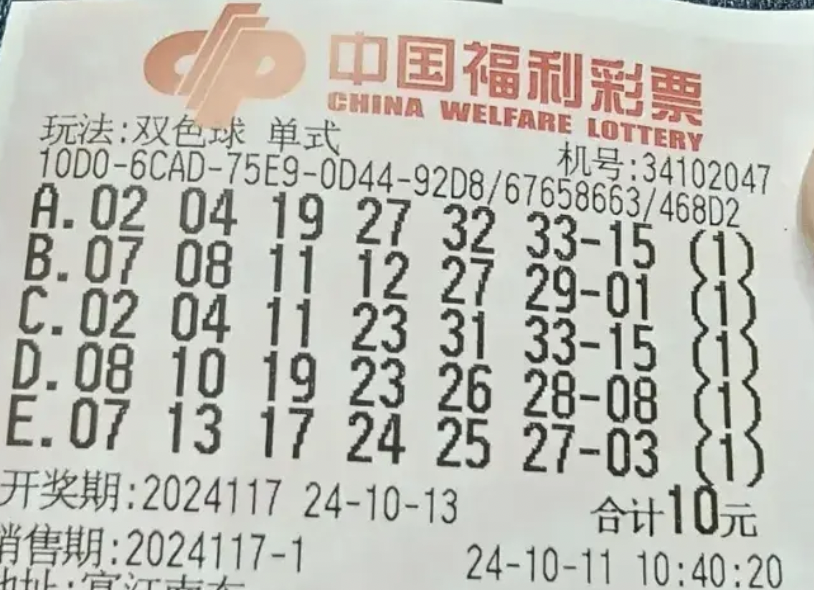 中国福利彩票
CHINA WELFARE LOTTERY
玩法:双色球 单式
机号:34102047
10D0-6CAD-75E9-0D44-92D8/67658663/468D2
A.02 04 19 27 32 33-15 (1)
B.07 08 11 12 27 29-01 (1)
C.02 04 11 23 31 33-15 (1)
D.08 10 19 23 26 28-08 (1)
E.07 13 17 24 25 27-03 (1)
开奖期:2024117 24-10-13 合计10元
销售期:2024117-1 24-10-11 10:40:20
地址: